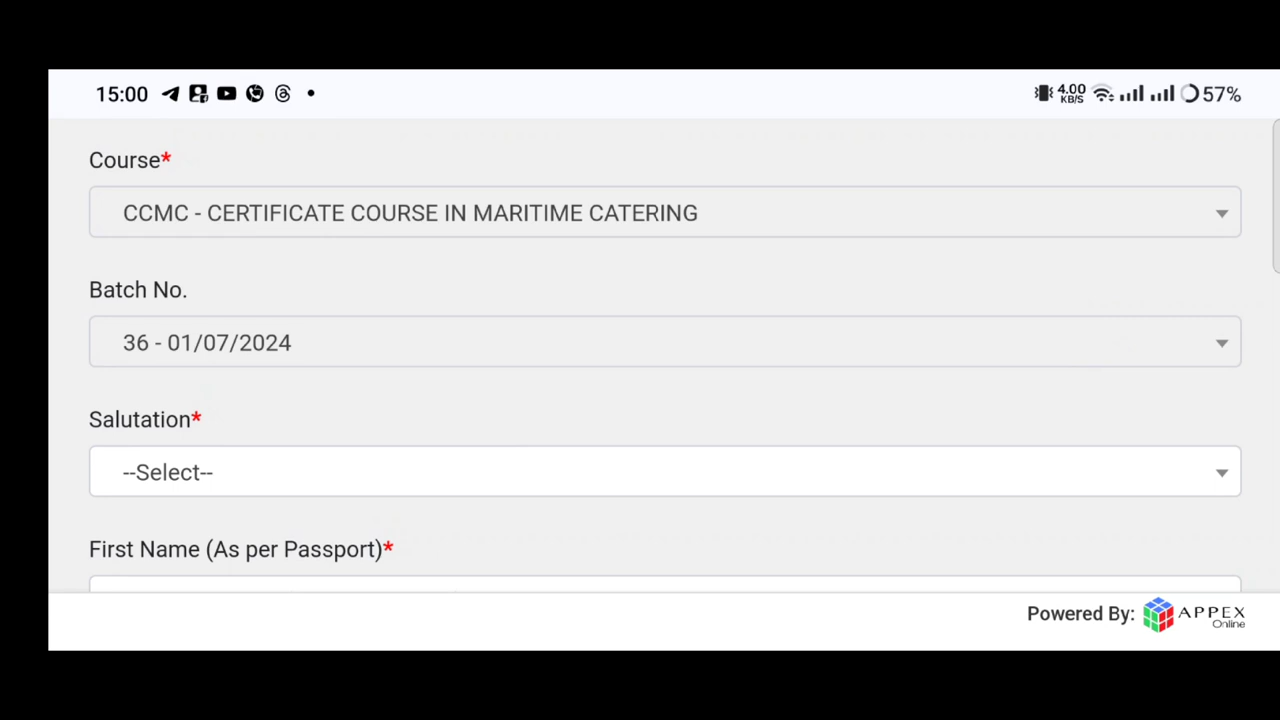 15:00 4.00 KB/S 57%
Course*
CCMC - CERTIFICATE COURSE IN MARITIME CATERING
Batch No.
36 - 01/07/2024
Salutation*
--Select--
First Name (As per Passport)*
Powered By: APPEX Online